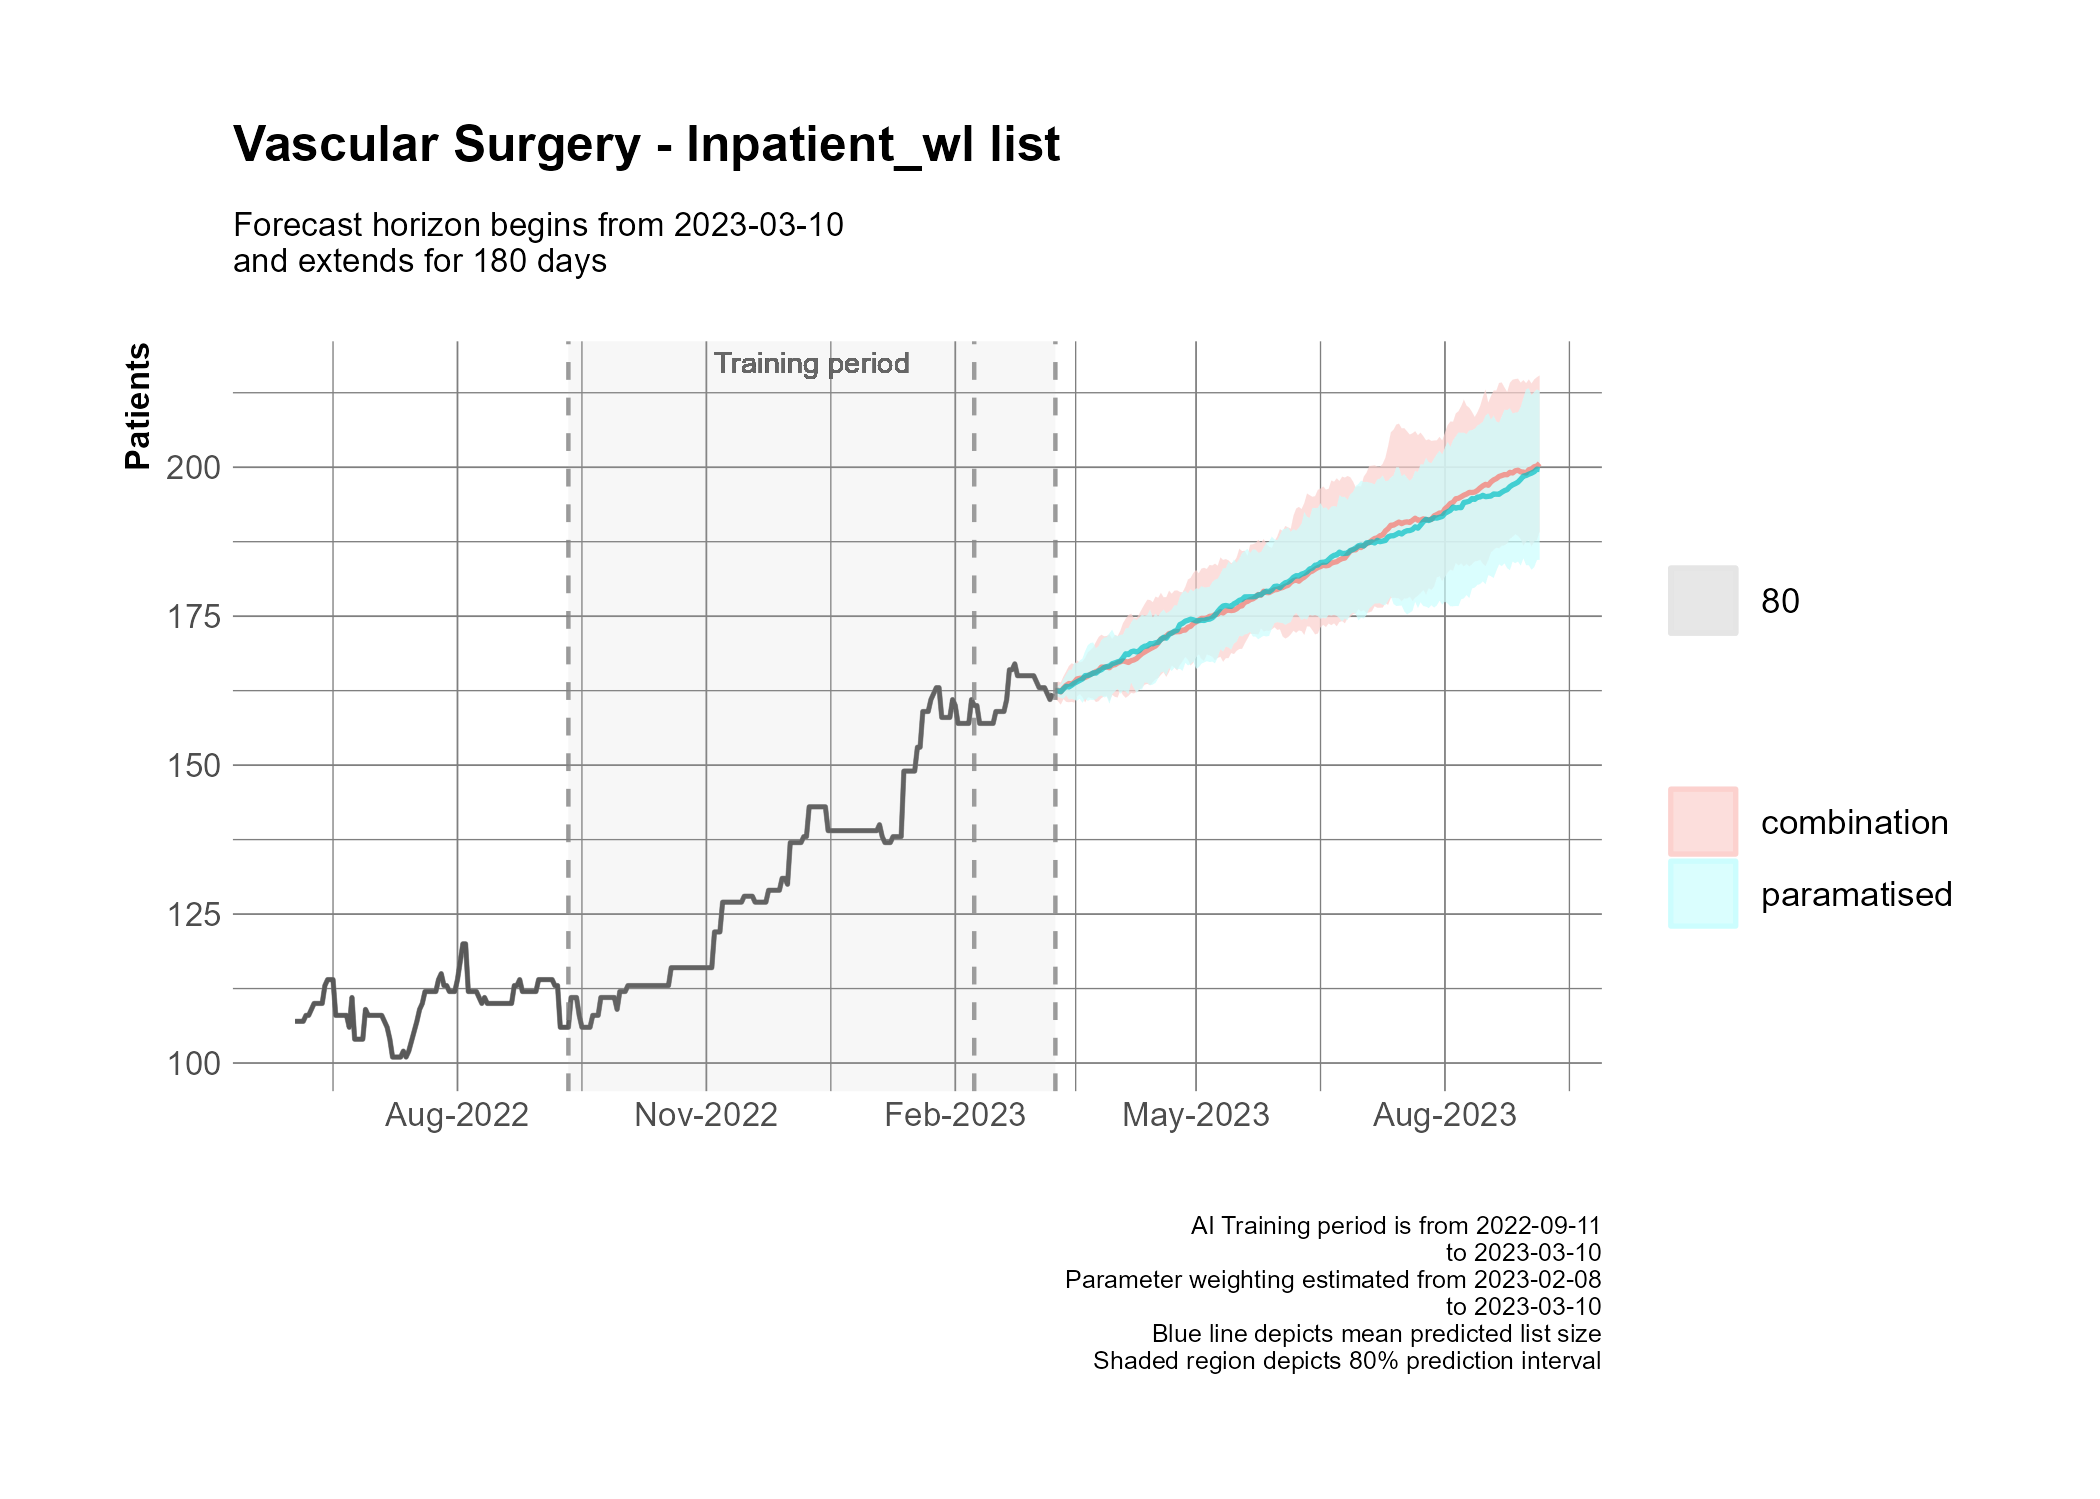 Vascular Surgery - Inpatient_wl list
Forecast horizon begins from 2023-03-10
and extends for 180 days
Patients
Training period
200
175
150
125
100
Aug-2022
Nov-2022
Feb-2023
May-2023
Aug-2023
80
combination
paramatised
AI Training period is from 2022-09-11
to 2023-03-10
Parameter weighting estimated from 2023-02-08
to 2023-03-10
Blue line depicts mean predicted list size
Shaded region depicts 80% prediction interval